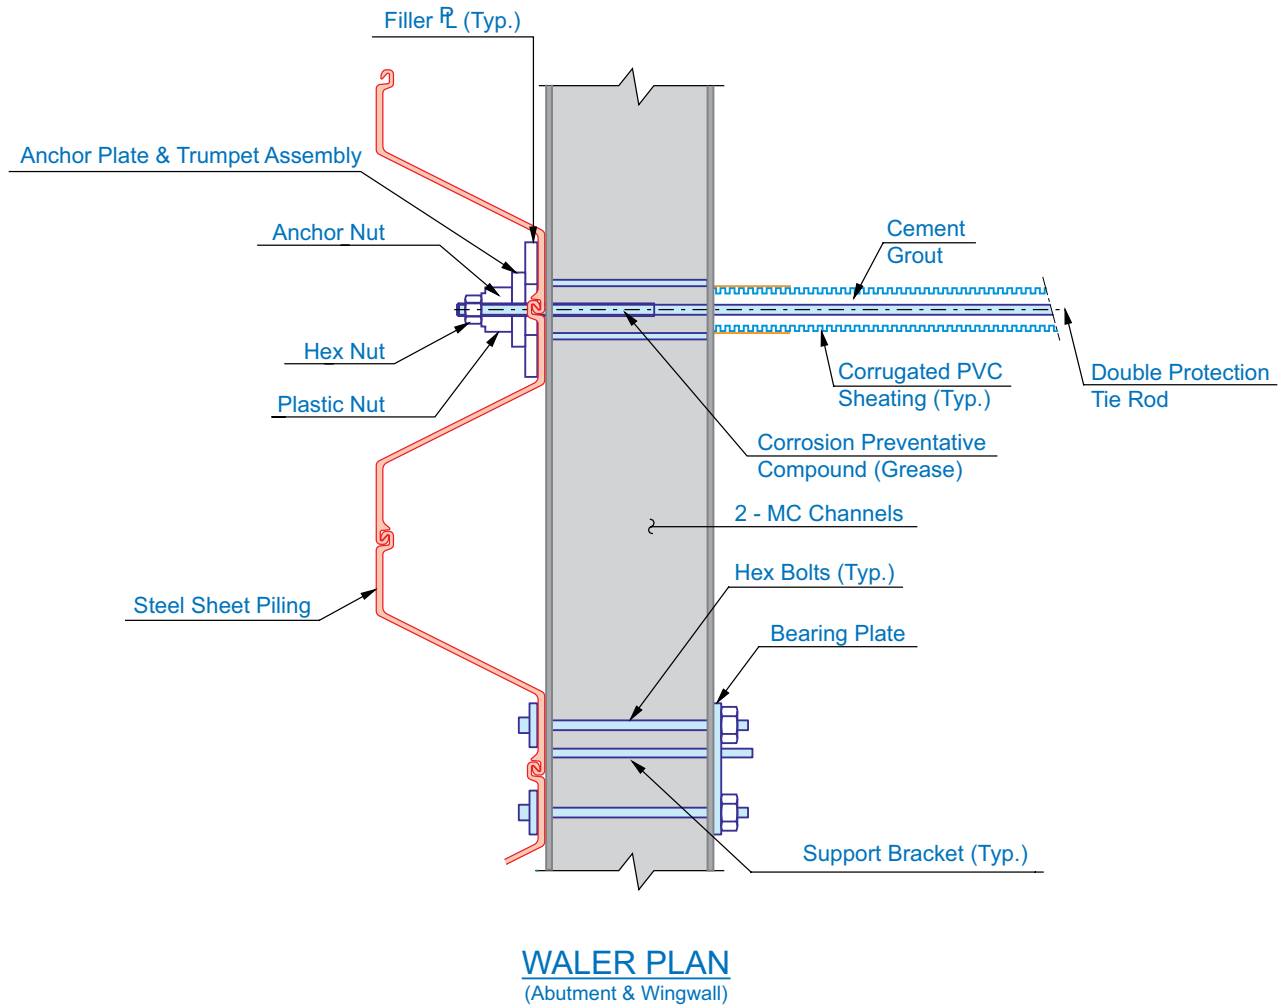 Filler PL (Typ.)
Anchor Plate & Trumpet Assembly
Anchor Nut
Cement
Grout
Hex Nut
Corrugated PVC
Sheating (Typ.)
Double Protection
Tie Rod
Plastic Nut
Corrosion Preventative
Compound (Grease)
2 - MC Channels
Hex Bolts (Typ.)
Steel Sheet Piling
Bearing Plate
Support Bracket (Typ.)
WALER PLAN
(Abutment & Wingwall)